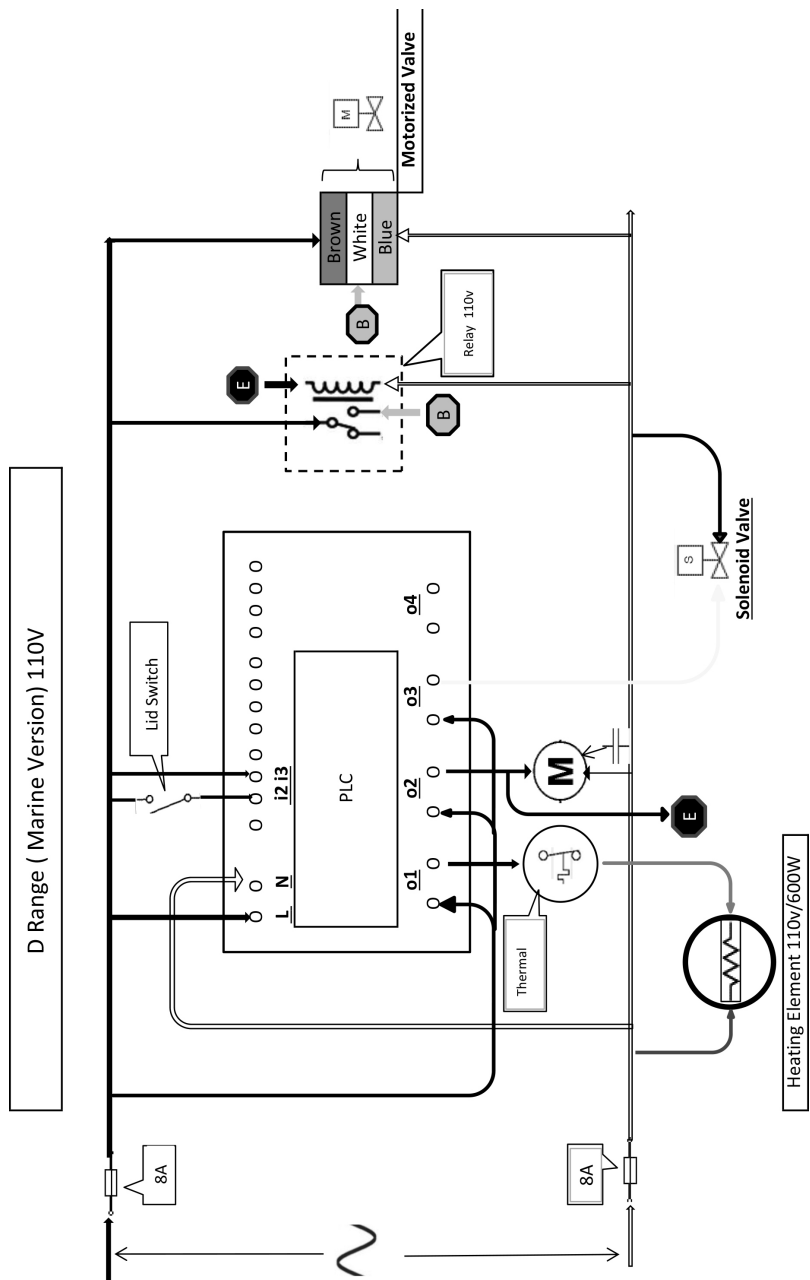 D Range ( Marine Version) 110V
8A
Lid Switch
L N i2 i3
PLC
o1 o2 o3 o4
Thermal
M
E
E
B
B
Relay 110v
Brown
White
Blue
M
Motorized Valve
S
Solenoid Valve
8A
Heating Element 110v/600W